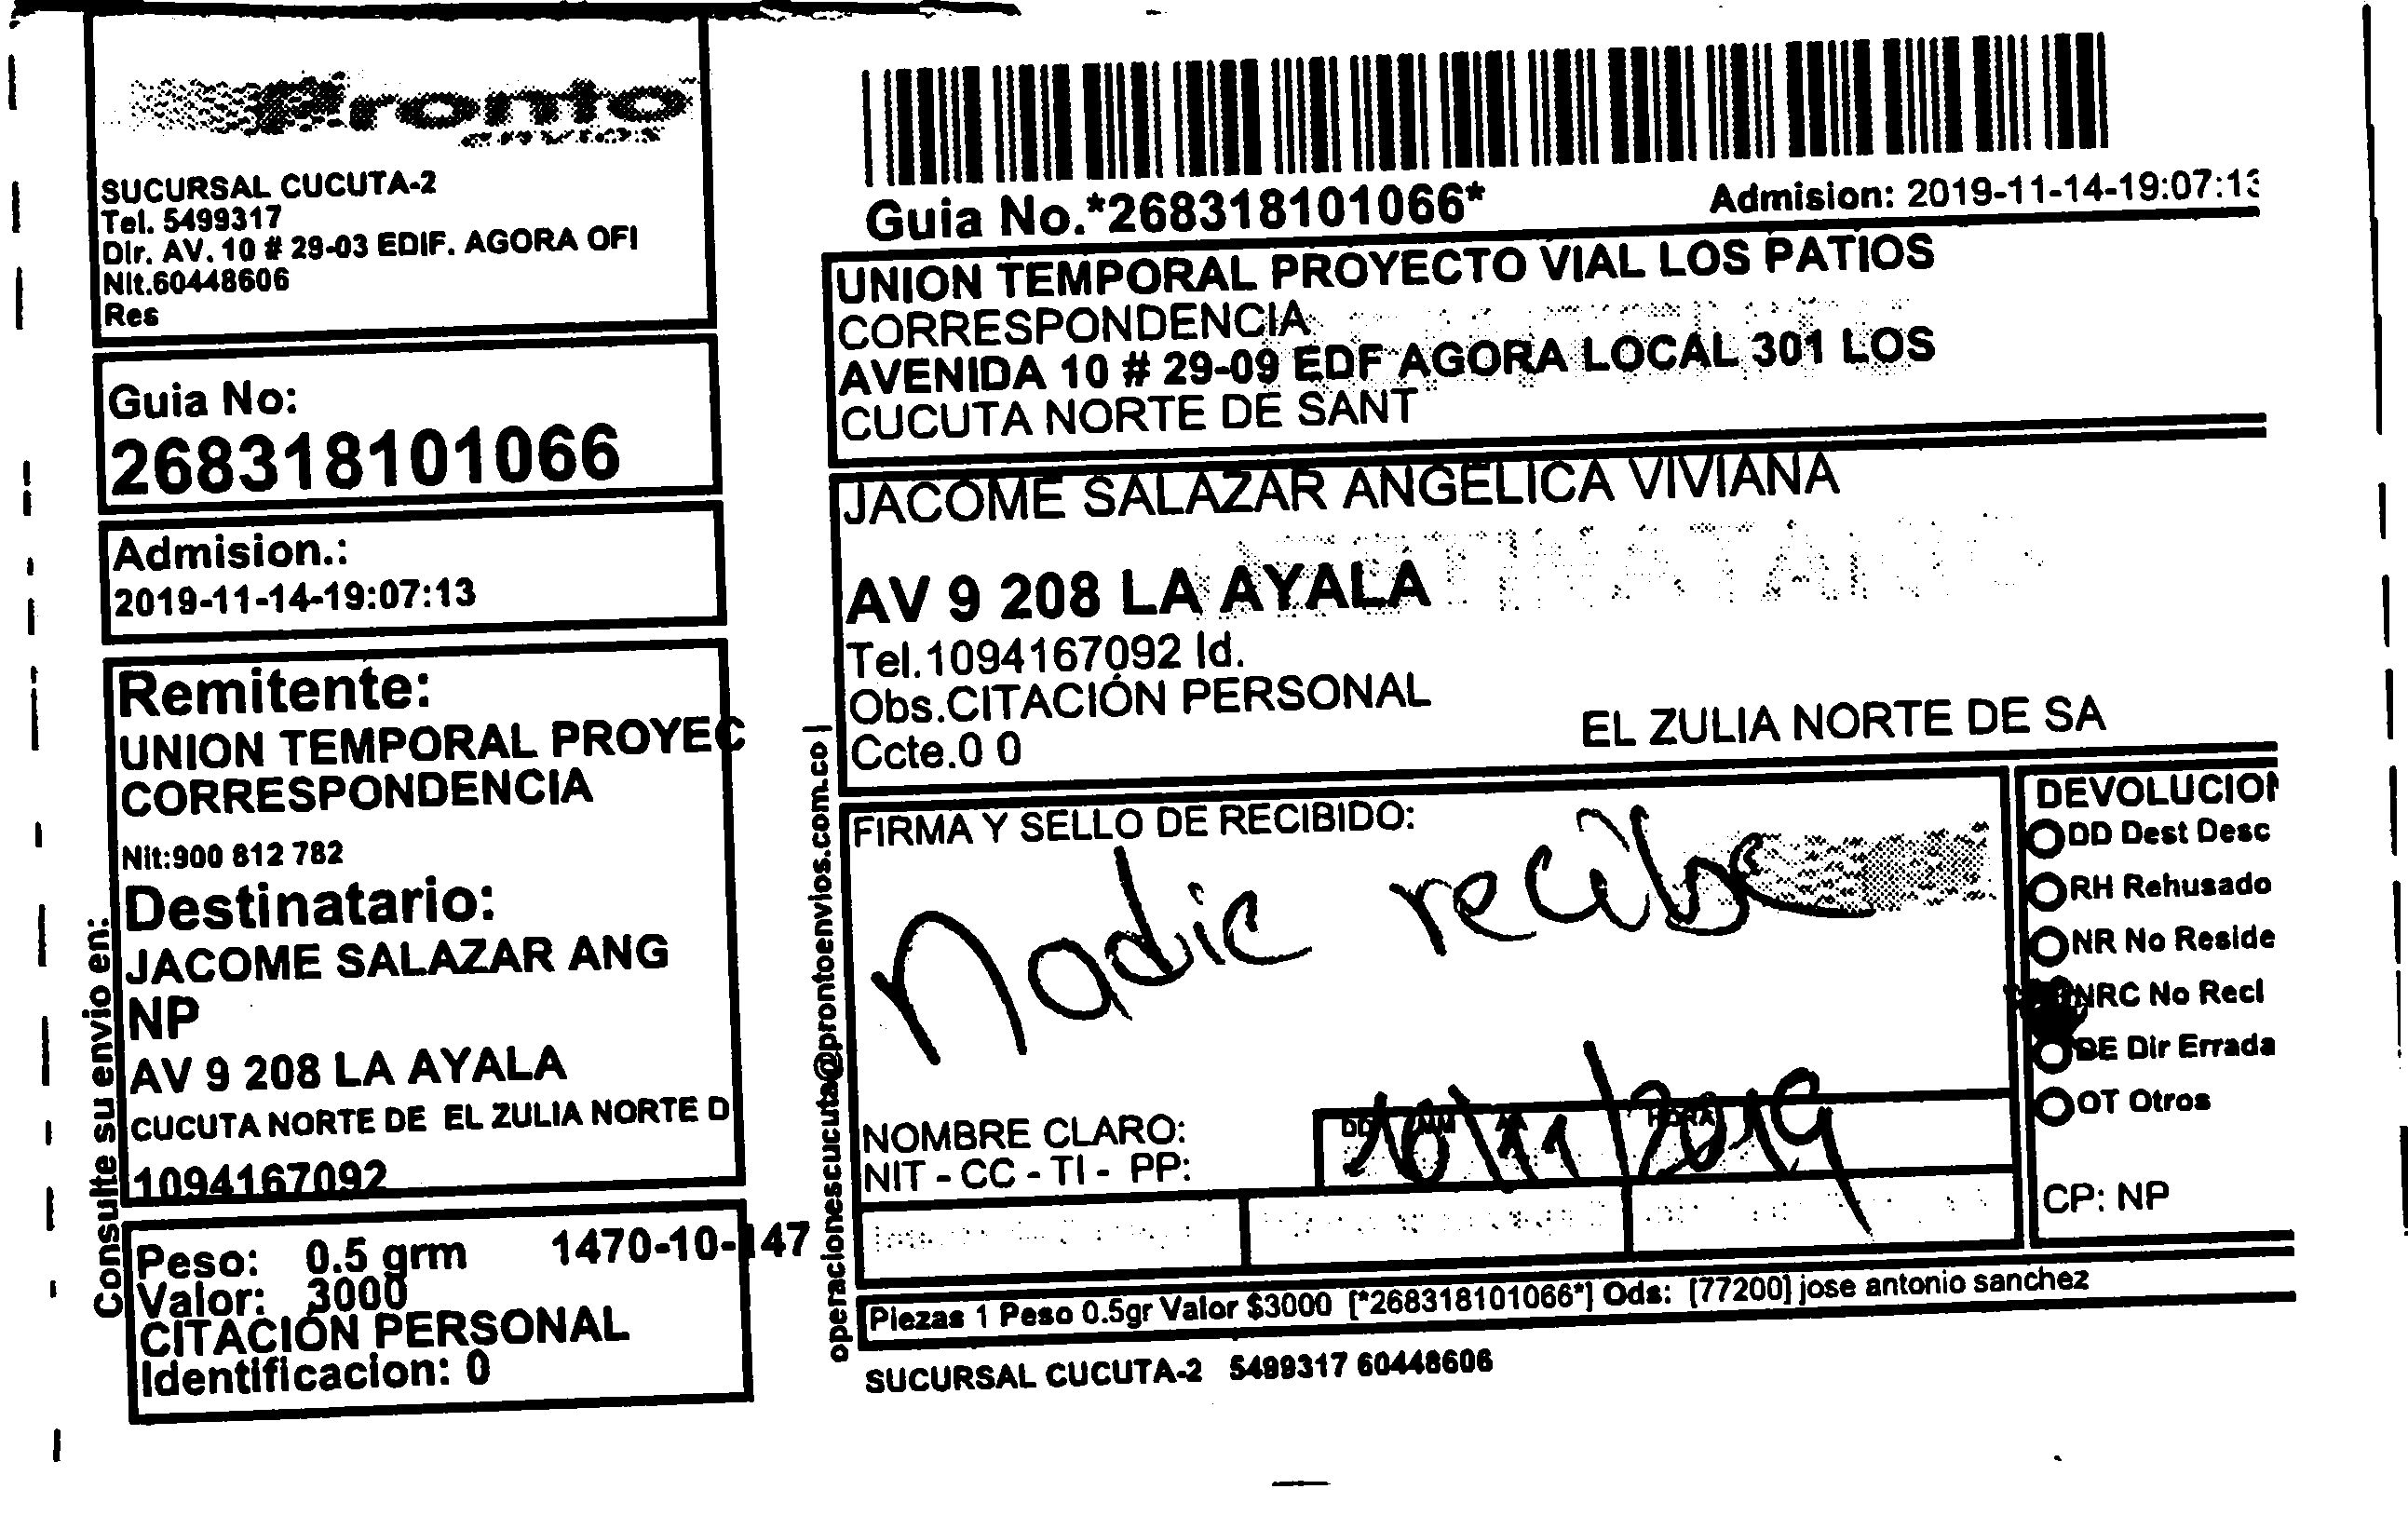 Pronto
envios
SUCURSAL CUCUTA-2
Tel. 5499317
Dir. AV. 10 # 29-03 EDIF. AGORA OFI
Nit.60448606
Res
Guia No:
268318101066
Admision.:
2019-11-14-19:07:13
Remitente:
UNION TEMPORAL PROYEC
CORRESPONDENCIA
Nit:900 812 782
Destinatario:
JACOME SALAZAR ANG
NP
AV 9 208 LA AYALA
CUCUTA NORTE DE EL ZULIA NORTE D
1094167092
Peso: 0.5 grm 1470-10-147
Valor: 3000
CITACIÓN PERSONAL
Identificacion: 0
Consulte su envio en:
operacionescucuta@prontoenvios.com.co |
Guia No.*268318101066* Admision: 2019-11-14-19:07:13
UNION TEMPORAL PROYECTO VIAL LOS PATIOS
CORRESPONDENCIA
AVENIDA 10 # 29-09 EDF AGORA LOCAL 301 LOS
CUCUTA NORTE DE SANT
JACOME SALAZAR ANGELICA VIVIANA
AV 9 208 LA AYALA
Tel.1094167092 Id.
Obs.CITACIÓN PERSONAL
Ccte.0 0 EL ZULIA NORTE DE SA
FIRMA Y SELLO DE RECIBIDO:
Nadie recibe
NOMBRE CLARO:
NIT - CC - TI - PP:
DD MM AA HORA
/11/2019
DEVOLUCION
DD Dest Desc
RH Rehusado
NR No Reside
NRC No Recl
DE Dir Errada
OT Otros
CP: NP
Piezas 1 Peso 0.5gr Valor $3000 [*268318101066*] Ods: [77200] jose antonio sanchez
SUCURSAL CUCUTA-2 5499317 60448606